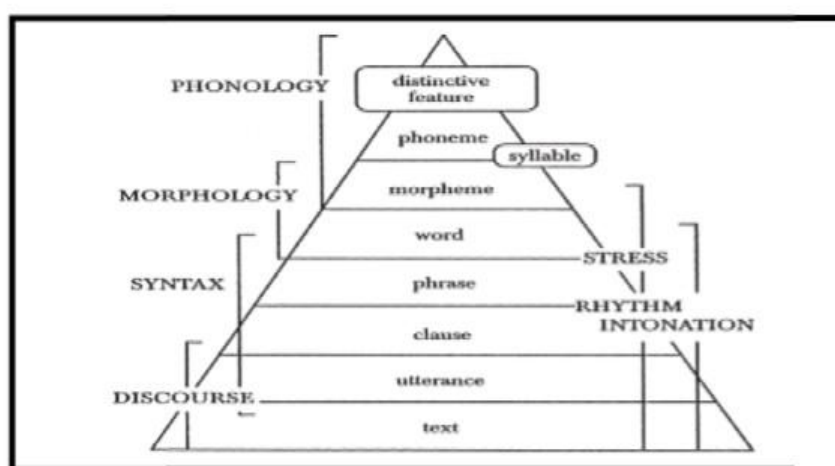 distinctive
feature
PHONOLOGY
phoneme
syllable
MORPHOLOGY
morpheme
word
STRESS
SYNTAX
phrase
RHYTHM
INTONATION
clause
utterance
DISCOURSE
text